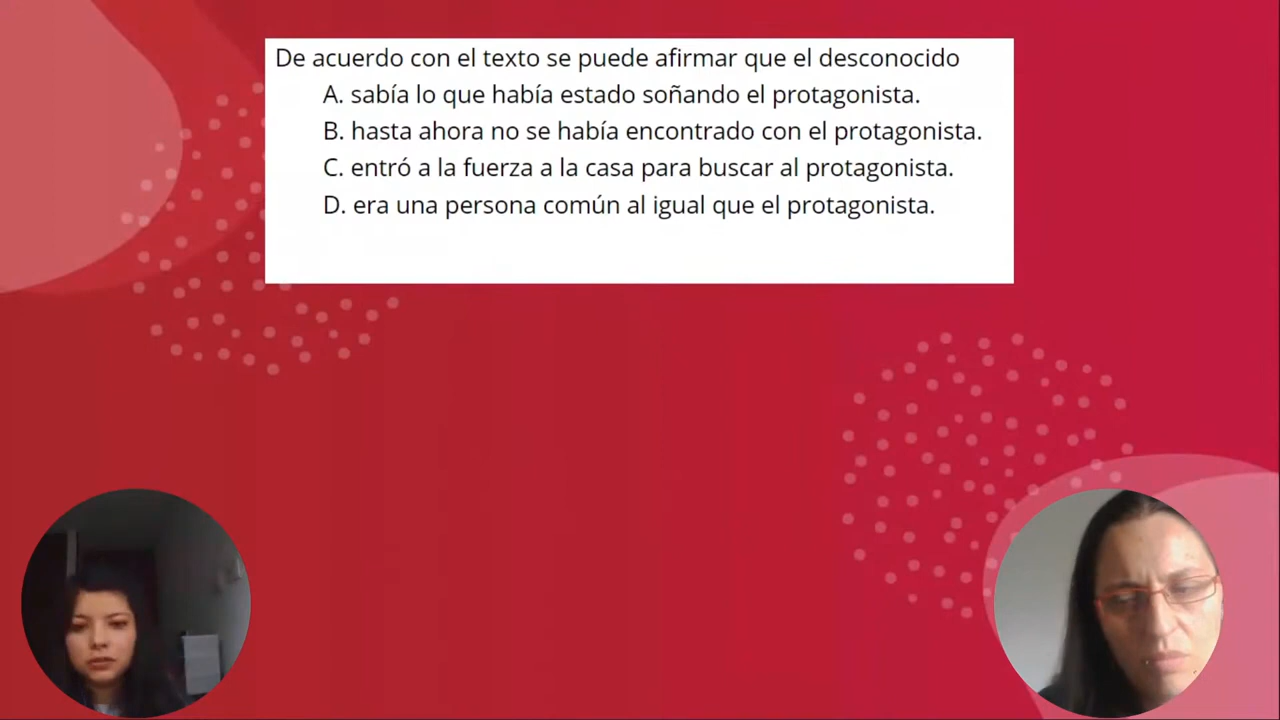 De acuerdo con el texto se puede afirmar que el desconocido
A. sabía lo que había estado soñando el protagonista.
B. hasta ahora no se había encontrado con el protagonista.
C. entró a la fuerza a la casa para buscar al protagonista.
D. era una persona común al igual que el protagonista.